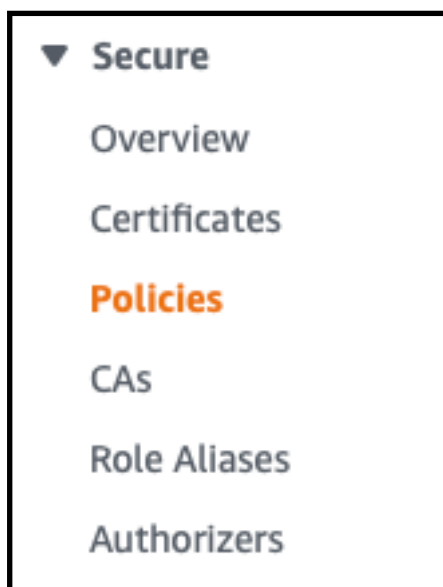 Secure
Overview
Certificates
Policies
CAs
Role Aliases
Authorizers